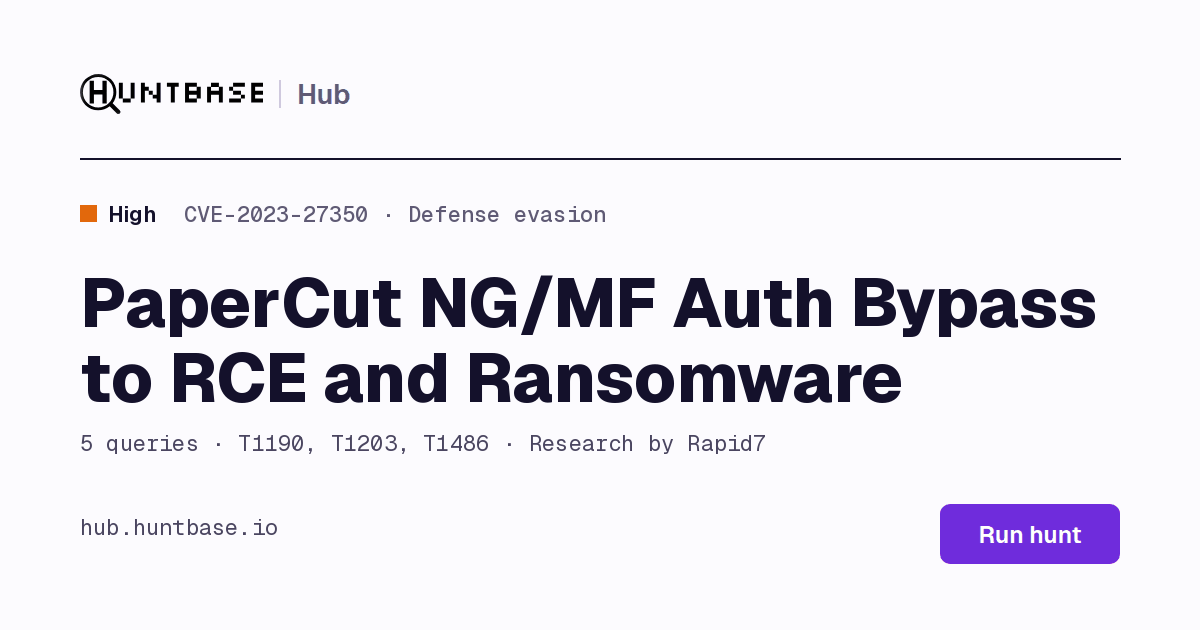 HUNTBASE Hub
High CVE-2023-27350 · Defense evasion
PaperCut NG/MF Auth Bypass
to RCE and Ransomware
5 queries · T1190, T1203, T1486 · Research by Rapid7
hub.huntbase.io
Run hunt